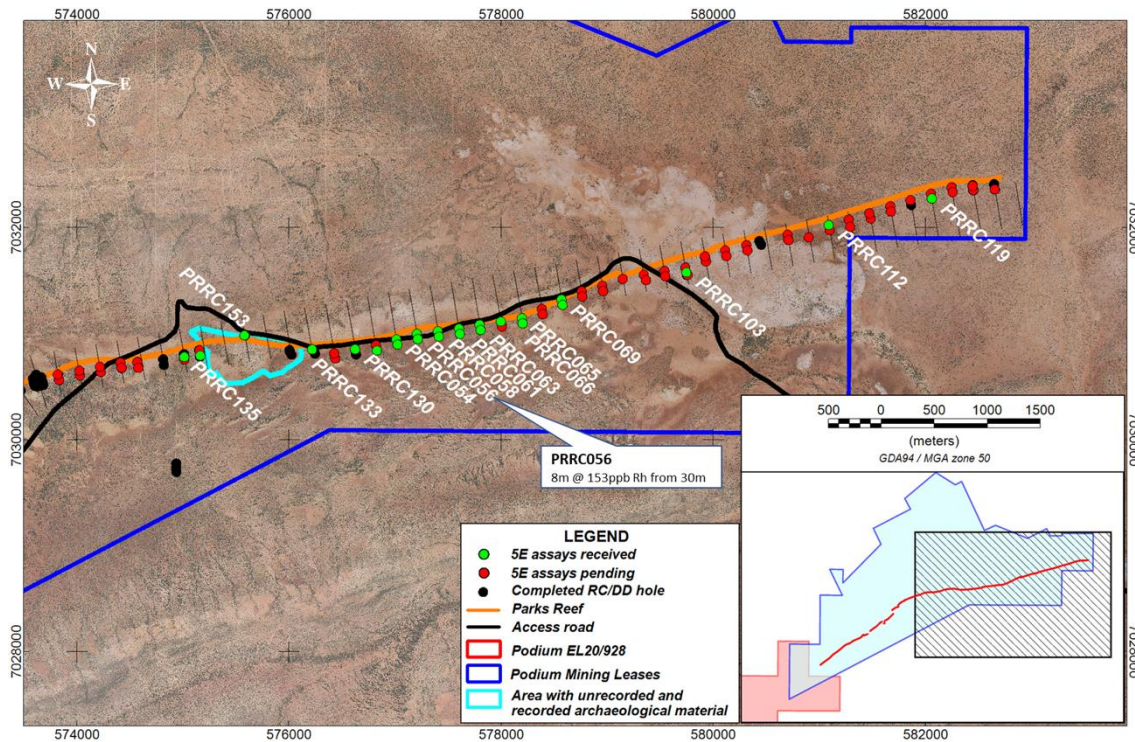 574000
576000
578000
580000
582000
N
W
E
S
7032000
7032000
PRRC119
PRRC112
PRRC153
PRRC103
PRRC069
PRRC065
PRRC066
PRRC063
PRRC061
PRRC058
PRRC056
PRRC054
PRRC130
PRRC133
PRRC135
7030000
7030000
PRRC056
8m @ 153ppb Rh from 30m
500 0 500 1000 1500
(meters)
GDA94 / MGA zone 50
LEGEND
5E assays received
5E assays pending
Completed RC/DD hole
Parks Reef
Access road
Podium EL20/928
Podium Mining Leases
Area with unrecorded and
recorded archaeological material
7028000
7028000
574000
576000
578000
580000
582000